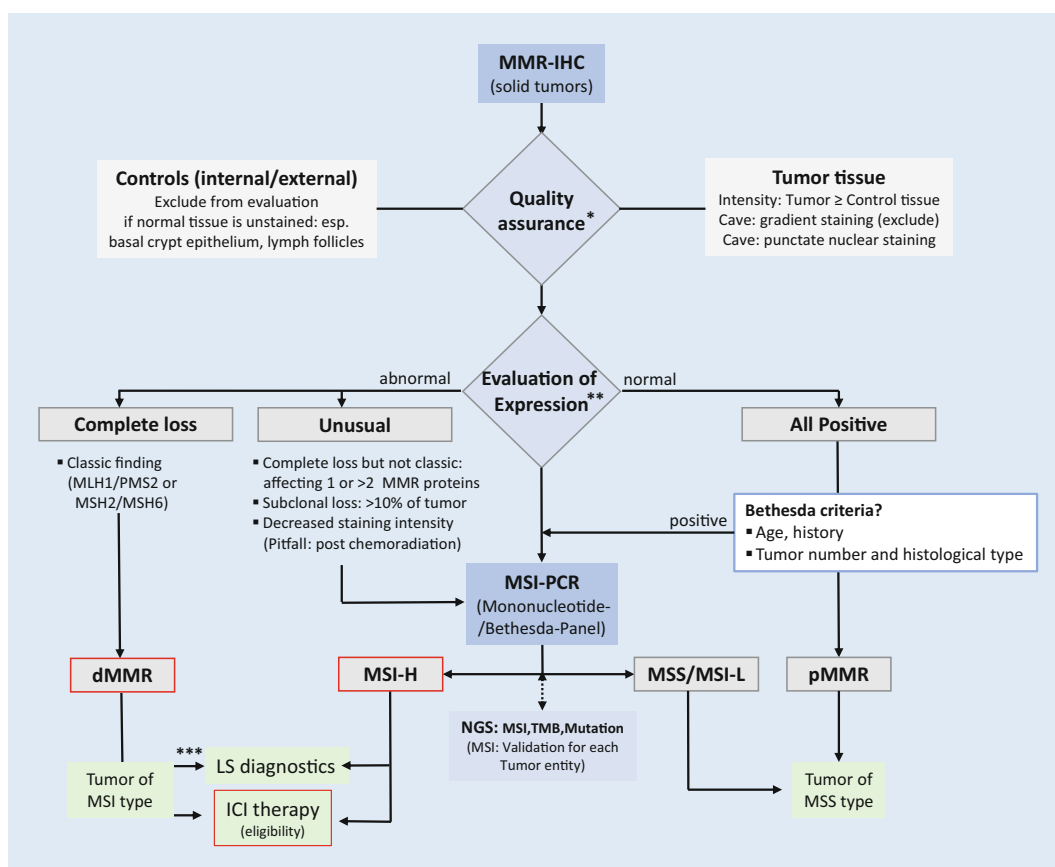 MMR-IHC
(solid tumors)
Controls (internal/external)
Exclude from evaluation
if normal tissue is unstained: esp.
basal crypt epithelium, lymph follicles
Quality
assurance*
Tumor tissue
Intensity: Tumor ≥ Control tissue
Cave: gradient staining (exclude)
Cave: punctate nuclear staining
abnormal
Evaluation of
Expression**
normal
Complete loss
Unusual
All Positive
▪ Classic finding
(MLH1/PMS2 or
MSH2/MSH6)
▪ Complete loss but not classic:
affecting 1 or >2 MMR proteins
▪ Subclonal loss: >10% of tumor
▪ Decreased staining intensity
(Pitfall: post chemoradiation)
positive
Bethesda criteria?
▪ Age, history
▪ Tumor number and histological type
MSI-PCR
(Mononucleotide-
/Bethesda-Panel)
dMMR
MSI-H
MSS/MSI-L
pMMR
NGS: MSI,TMB,Mutation
(MSI: Validation for each
Tumor entity)
***
Tumor of
MSI type
LS diagnostics
ICI therapy
(eligibility)
Tumor of
MSS type